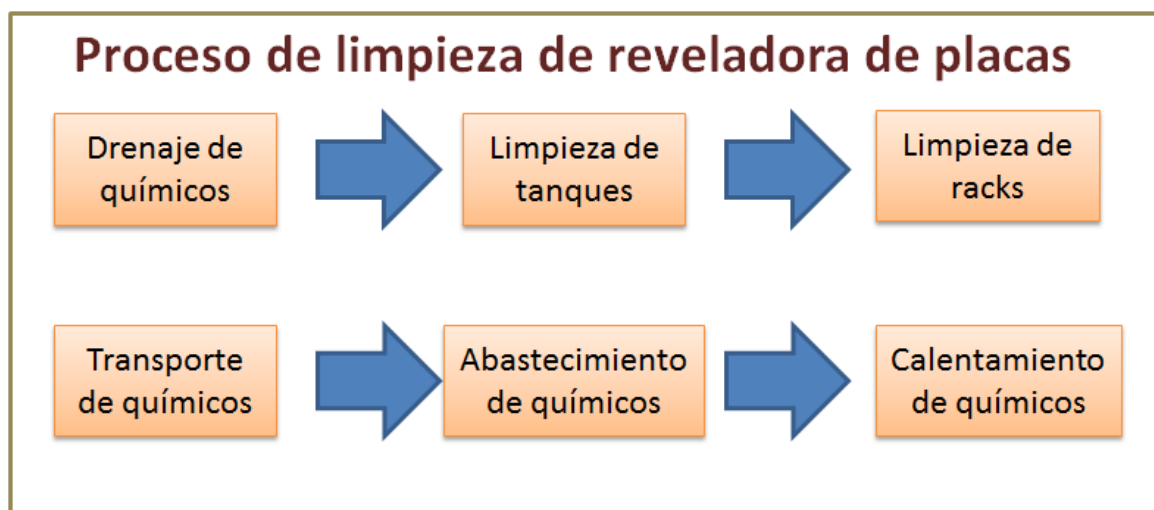 Proceso de limpieza de reveladora de placas
Drenaje de
químicos
Limpieza de
tanques
Limpieza de
racks
Transporte
de químicos
Abastecimiento
de químicos
Calentamiento
de químicos